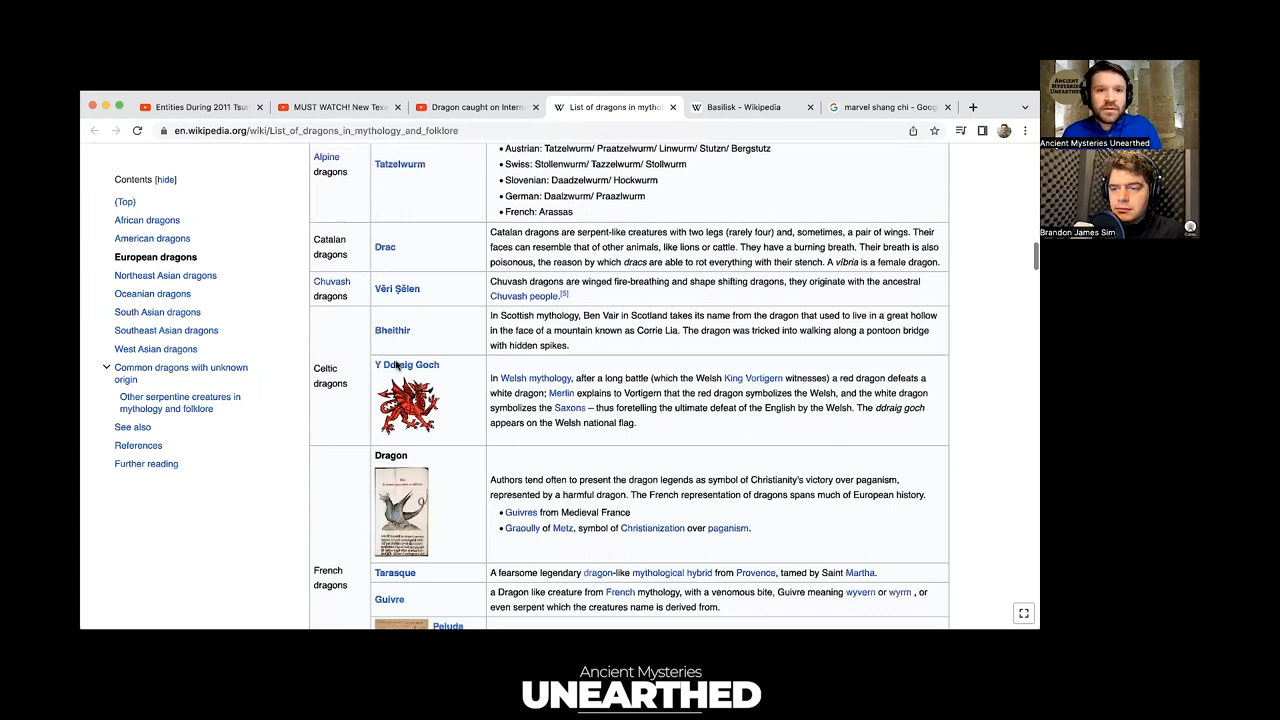 Entities During 2011 Tsun
MUST WATCH! New Texa
Dragon caught on Intern
List of dragons in mytholo
Basilisk - Wikipedia
marvel shang chi - Goog
en.wikipedia.org/wiki/List_of_dragons_in_mythology_and_folklore
Contents [hide]
(Top)
African dragons
American dragons
European dragons
Northeast Asian dragons
Oceanian dragons
South Asian dragons
Southeast Asian dragons
West Asian dragons
Common dragons with unknown
origin
Other serpentine creatures in
mythology and folklore
See also
References
Further reading
Alpine
dragons
Tatzelwurm
• Austrian: Tatzelwurm/ Praatzelwurm/ Linwurm/ Stutzn/ Bergstutz
• Swiss: Stollenwurm/ Tazzelwurm/ Stollwurm
• Slovenian: Daadzelwurm/ Hockwurm
• German: Daalzwurm/ Praazlwurm
• French: Arassas
Catalan
dragons
Drac
Catalan dragons are serpent-like creatures with two legs (rarely four) and, sometimes, a pair of wings. Their
faces can resemble that of other animals, like lions or cattle. They have a burning breath. Their breath is also
poisonous, the reason by which dracs are able to rot everything with their stench. A vibria is a female dragon.
Chuvash
dragons
Vĕri Şĕlen
Chuvash dragons are winged fire-breathing and shape shifting dragons, they originate with the ancestral
Chuvash people.[5]
Celtic
dragons
Bheithir
In Scottish mythology, Ben Vair in Scotland takes its name from the dragon that used to live in a great hollow
in the face of a mountain known as Corrie Lia. The dragon was tricked into walking along a pontoon bridge
with hidden spikes.
Y Ddraig Goch
In Welsh mythology, after a long battle (which the Welsh King Vortigern witnesses) a red dragon defeats a
white dragon; Merlin explains to Vortigern that the red dragon symbolizes the Welsh, and the white dragon
symbolizes the Saxons – thus foretelling the ultimate defeat of the English by the Welsh. The ddraig goch
appears on the Welsh national flag.
French
dragons
Dragon
Authors tend often to present the dragon legends as symbol of Christianity's victory over paganism,
represented by a harmful dragon. The French representation of dragons spans much of European history.
• Guivres from Medieval France
• Graoully of Metz, symbol of Christianization over paganism.
Tarasque
A fearsome legendary dragon-like mythological hybrid from Provence, tamed by Saint Martha.
Guivre
a Dragon like creature from French mythology, with a venomous bite, Guivre meaning wyvern or wyrm , or
even serpent which the creatures name is derived from.
Peluda
ANCIENT
MYSTERIES
UNEARTHED
Ancient Mysteries Unearthed
Brandon James Sim
Ancient Mysteries
UNEARTHED